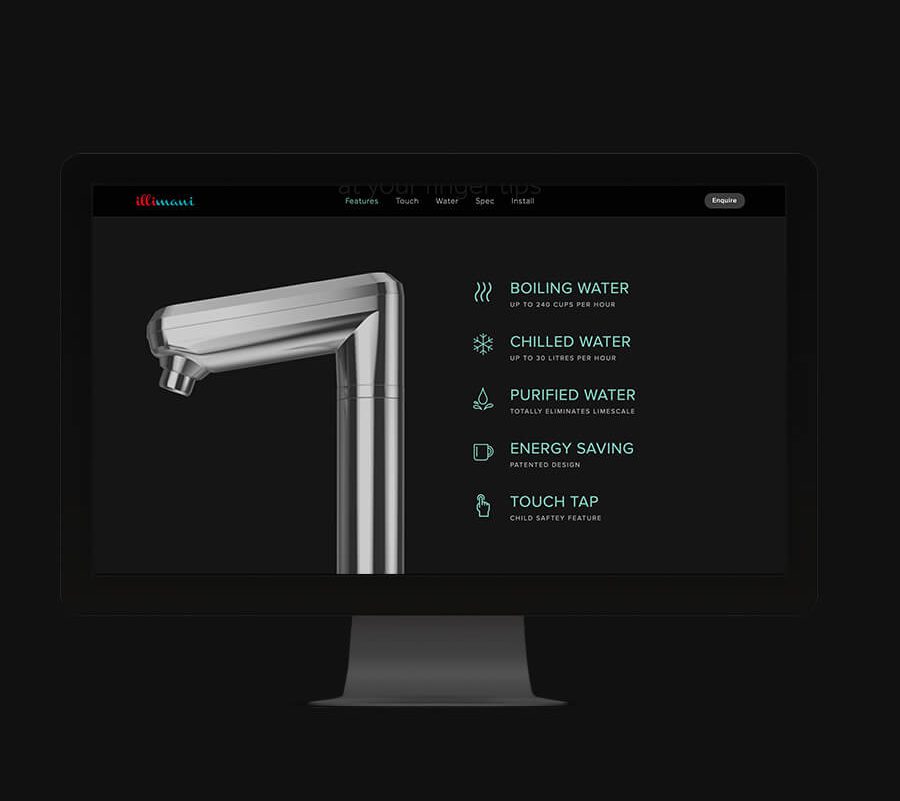 at your finger tips
illimani
Features Touch Water Spec Install
Enquire
BOILING WATER
UP TO 240 CUPS PER HOUR
CHILLED WATER
UP TO 30 LITRES PER HOUR
PURIFIED WATER
TOTALLY ELIMINATES LIMESCALE
ENERGY SAVING
PATENTED DESIGN
TOUCH TAP
CHILD SAFTEY FEATURE